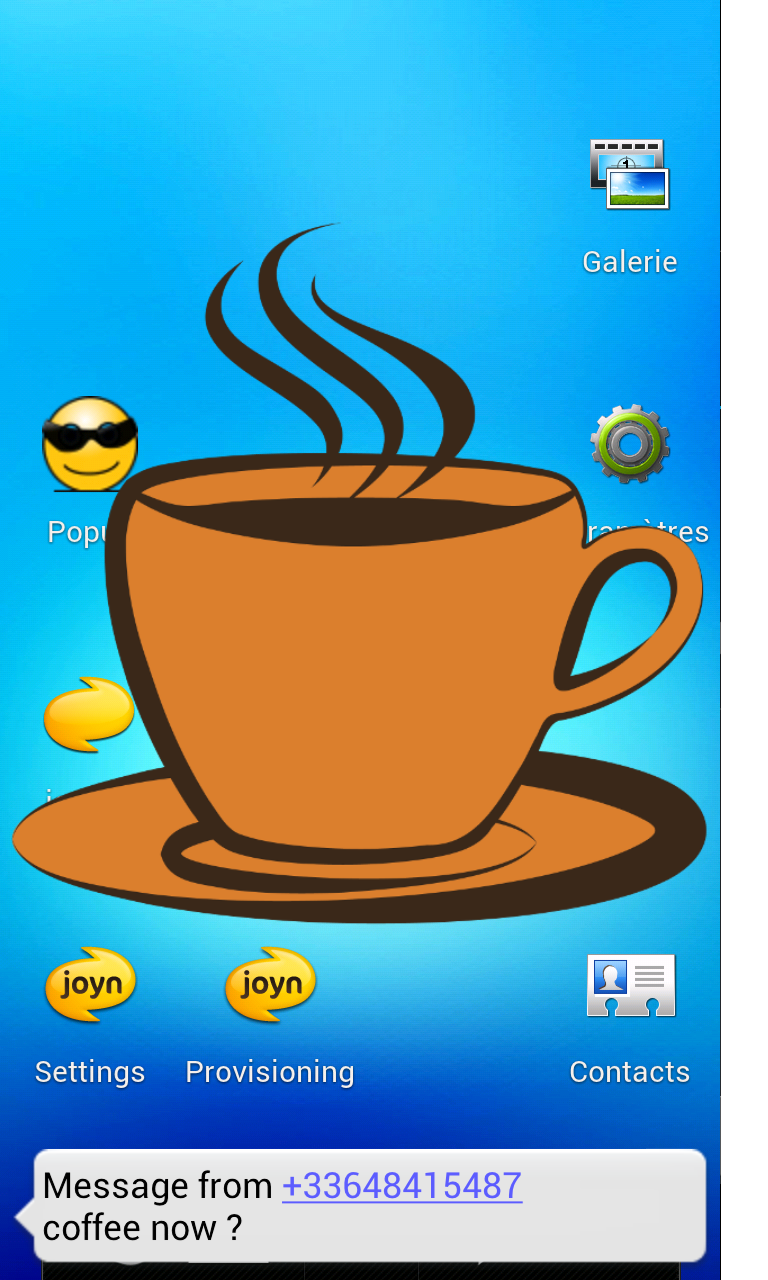 Galerie
joyn
Settings
joyn
Provisioning
Contacts
Message from +33648415487
coffee now ?